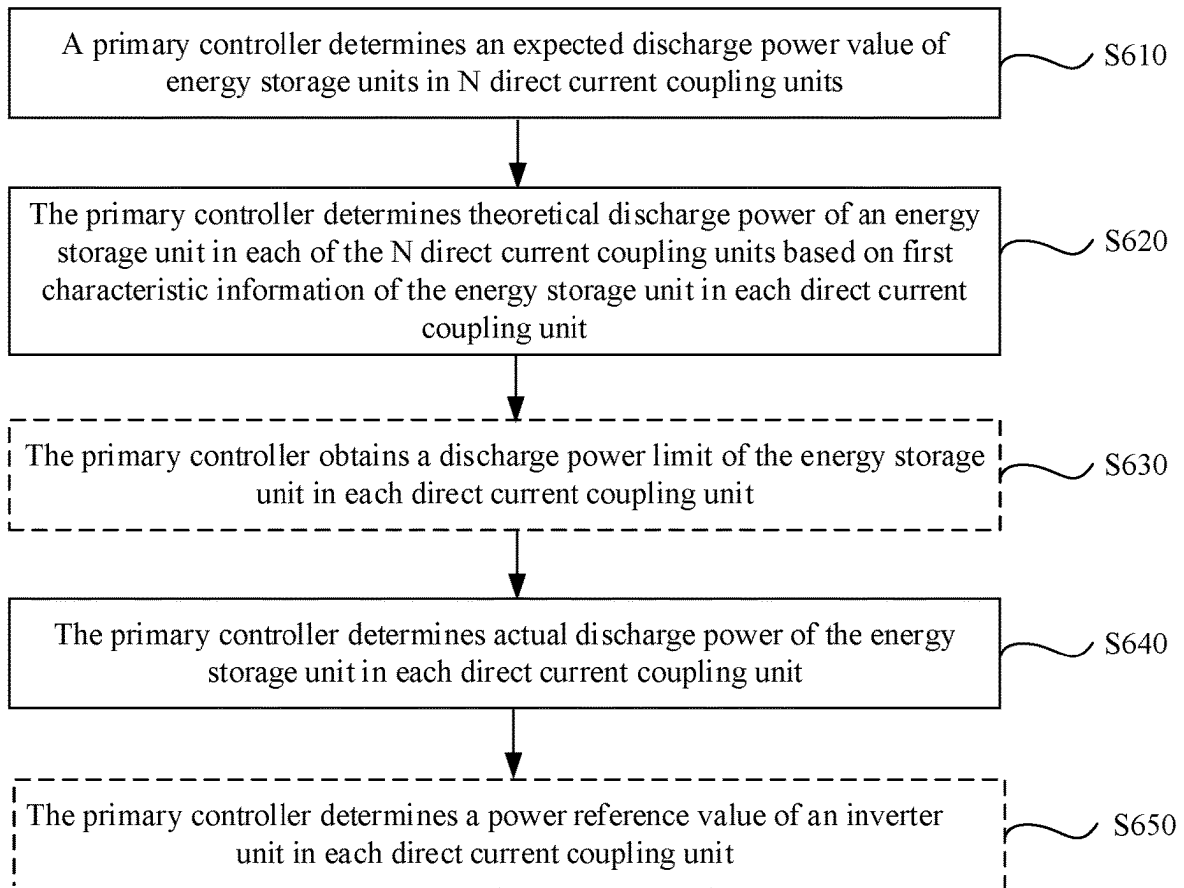 A primary controller determines an expected discharge power value of
energy storage units in N direct current coupling units
S610
The primary controller determines theoretical discharge power of an energy
storage unit in each of the N direct current coupling units based on first
characteristic information of the energy storage unit in each direct current
coupling unit
S620
The primary controller obtains a discharge power limit of the energy storage
unit in each direct current coupling unit
S630
The primary controller determines actual discharge power of the energy
storage unit in each direct current coupling unit
S640
The primary controller determines a power reference value of an inverter
unit in each direct current coupling unit
S650